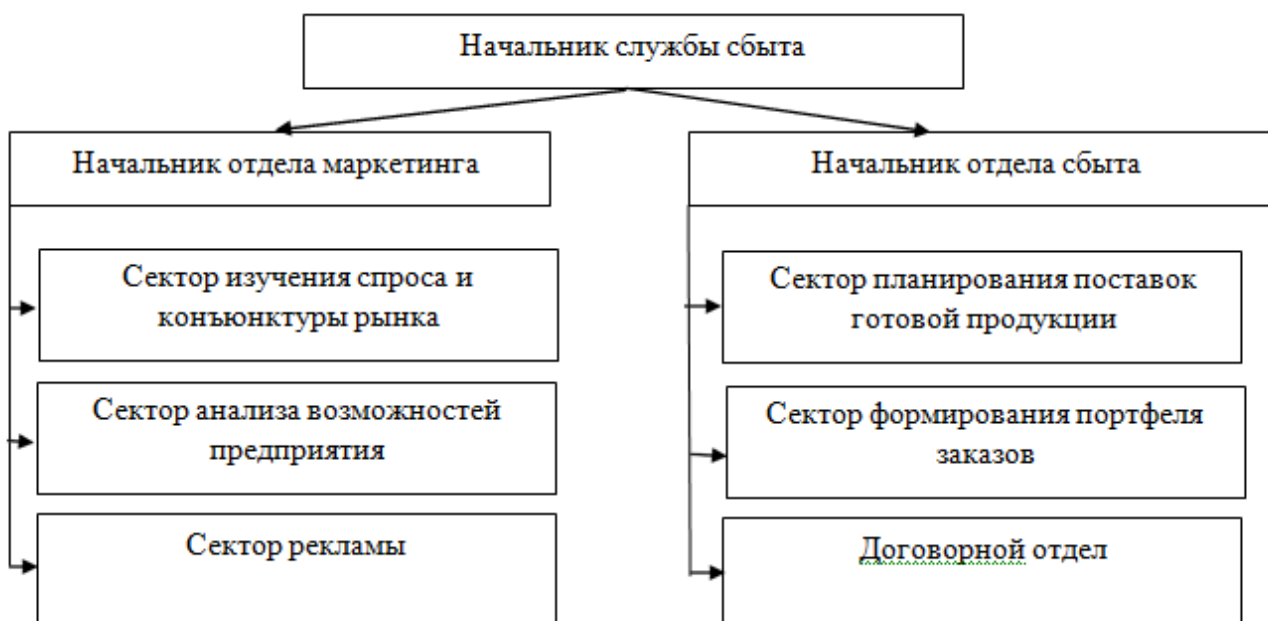 Начальник службы сбыта
Начальник отдела маркетинга
Начальник отдела сбыта
Сектор изучения спроса и
конъюнктуры рынка
Сектор планирования поставок
готовой продукции
Сектор анализа возможностей
предприятия
Сектор формирования портфеля
заказов
Сектор рекламы
Договорной отдел